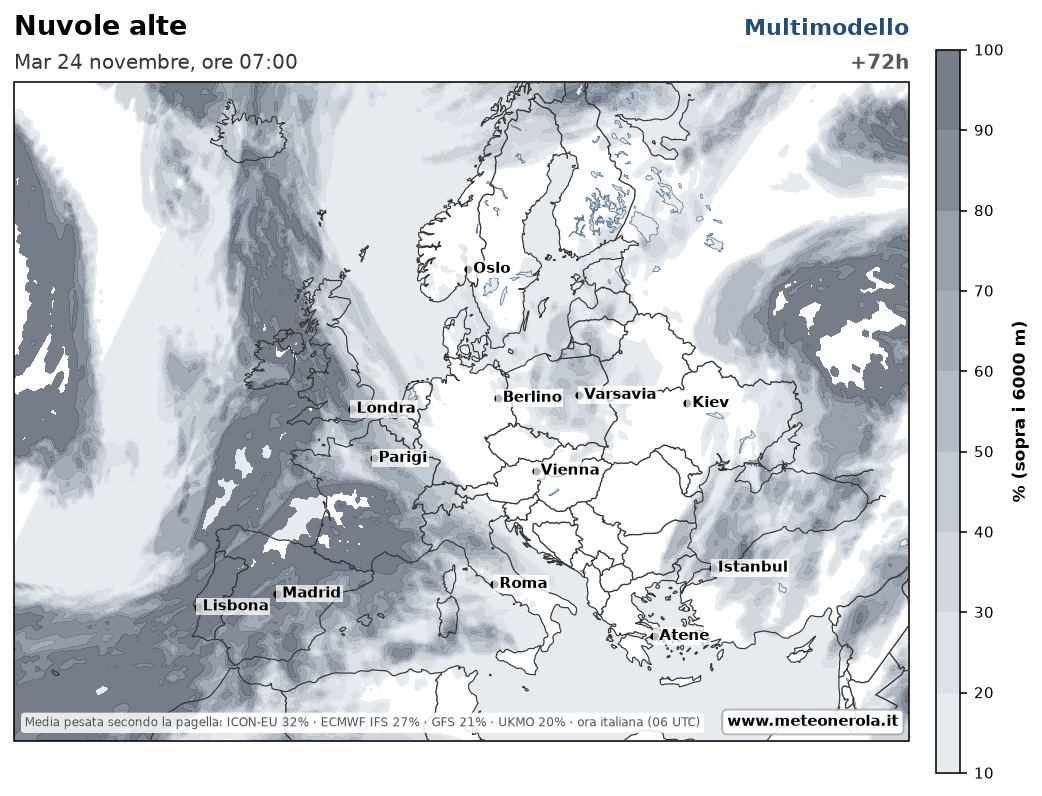 Nuvole alte
Multimodello
Mar 24 novembre, ore 07:00
+72h
100
90
80
70
60
50
40
30
20
10
% (sopra i 6000 m)
Oslo
Berlino
Varsavia
Kiev
Londra
Parigi
Vienna
Istanbul
Roma
Madrid
Lisbona
Atene
Media pesata secondo la pagella: ICON-EU 32% · ECMWF IFS 27% · GFS 21% · UKMO 20% · ora italiana (06 UTC)
www.meteonerola.it